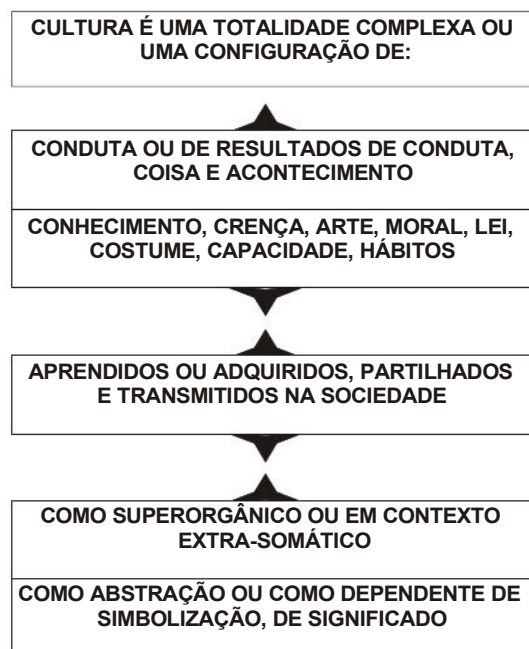 CULTURA É UMA TOTALIDADE COMPLEXA OU
UMA CONFIGURAÇÃO DE:
CONDUTA OU DE RESULTADOS DE CONDUTA,
COISA E ACONTECIMENTO
CONHECIMENTO, CRENÇA, ARTE, MORAL, LEI,
COSTUME, CAPACIDADE, HÁBITOS
APRENDIDOS OU ADQUIRIDOS, PARTILHADOS
E TRANSMITIDOS NA SOCIEDADE
COMO SUPERORGÂNICO OU EM CONTEXTO
EXTRA-SOMÁTICO
COMO ABSTRAÇÃO OU COMO DEPENDENTE DE
SIMBOLIZAÇÃO, DE SIGNIFICADO